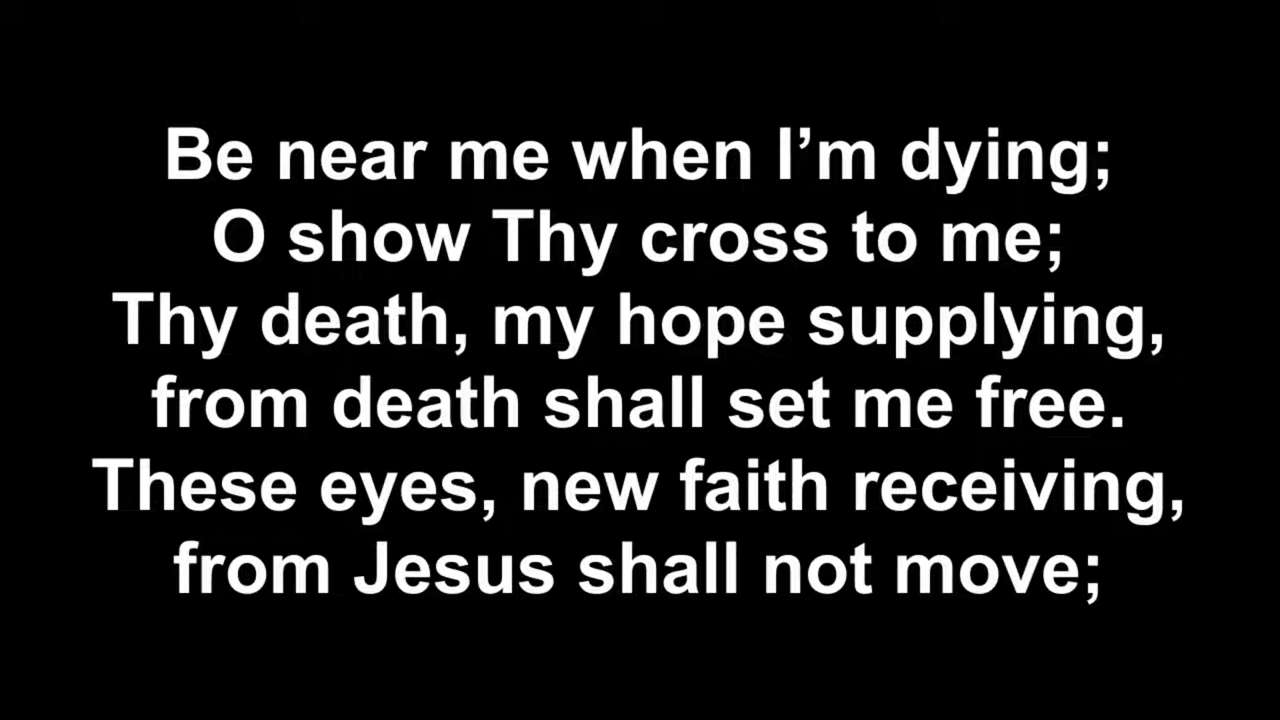 Be near me when I’m dying;
O show Thy cross to me;
Thy death, my hope supplying,
from death shall set me free.
These eyes, new faith receiving,
from Jesus shall not move;